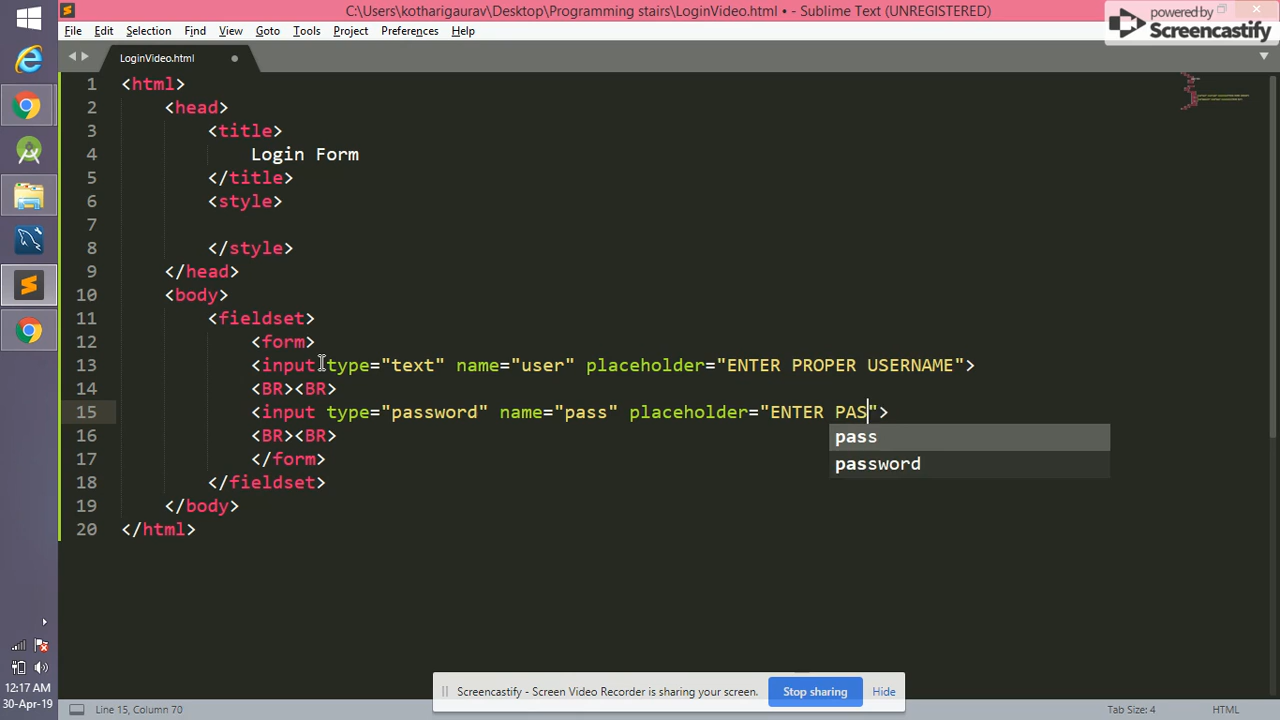 C:\Users\kotharigaurav\Desktop\Programming stairs\LoginVideo.html • - Sublime Text (UNREGISTERED)
powered by
Screencastify
File Edit Selection Find View Goto Tools Project Preferences Help
LoginVideo.html
1 <html>
2 <head>
3 <title>
4 Login Form
5 </title>
6 <style>
7
8 </style>
9 </head>
10 <body>
11 <fieldset>
12 <form>
13 <input type="text" name="user" placeholder="ENTER PROPER USERNAME">
14 <BR><BR>
15 <input type="password" name="pass" placeholder="ENTER PAS">
pass
16 <BR><BR>
password
17 </form>
18 </fieldset>
19 </body>
20 </html>
12:17 AM
30-Apr-19
Screencastify - Screen Video Recorder is sharing your screen. Stop sharing Hide
Line 15, Column 70 Tab Size: 4 HTML